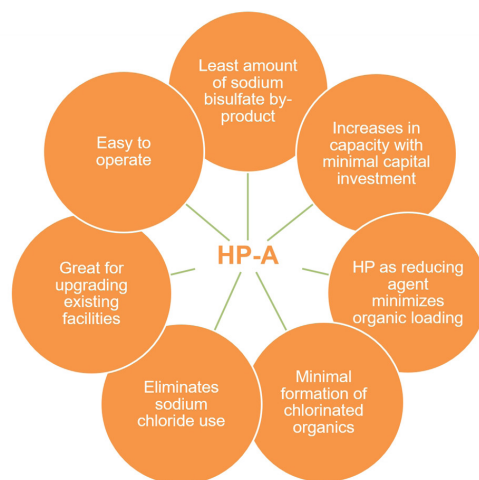 Least amount
of sodium
bisulfate by-
product
Increases in
capacity with
minimal capital
investment
HP as reducing
agent
minimizes
organic loading
Minimal
formation of
chlorinated
organics
Eliminates
sodium
chloride use
Great for
upgrading
existing
facilities
Easy to
operate
HP-A